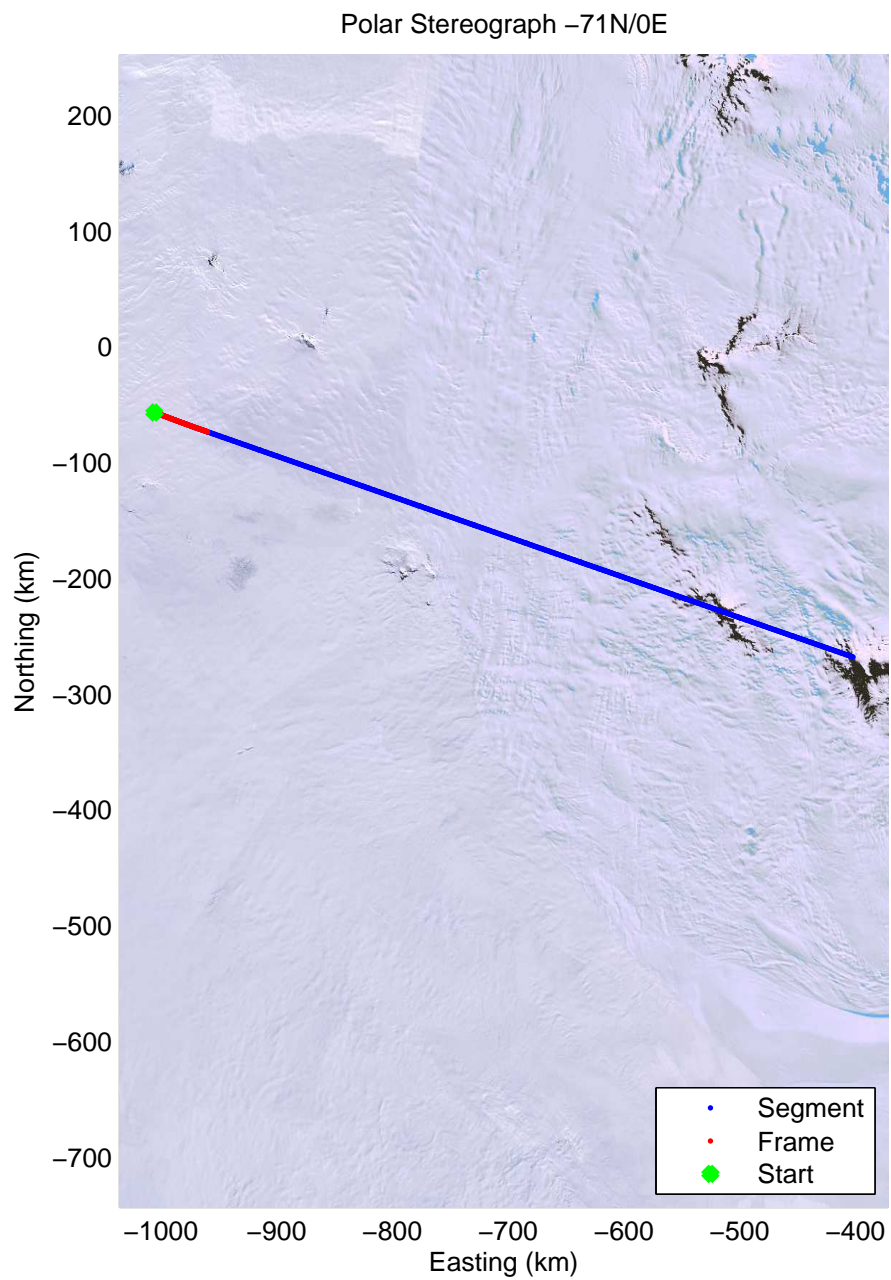 Polar Stereograph −71N/0E
200
100
0
−100
−200
−300
−400
−500
−600
−700
Northing (km)
Segment
Frame
Start
−1000 −900 −800 −700 −600 −500 −400
Easting (km)